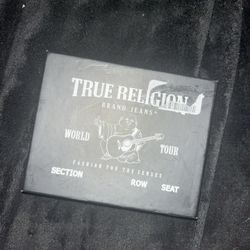 TRUE RELIGION
BRAND JEANS
WORLD TOUR
FASHION FOR THE SENSES
SECTION ROW SEAT